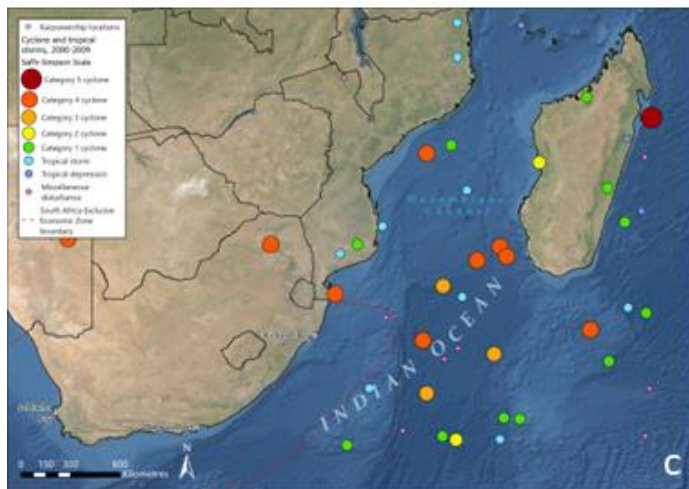 Karpowership locations
Cyclone and tropical
storms, 2000-2009
Saffir-Simpson Scale
Category 5 cyclone
Category 4 cyclone
Category 3 cyclone
Category 2 cyclone
Category 1 cyclone
Tropical storm
Tropical depression
Miscellaneous
disturbance
South Africa Exclusive
Economic Zone
boundary
Mozambique
INDIAN OCEAN
N
0 150 300 600
Kilometres
C